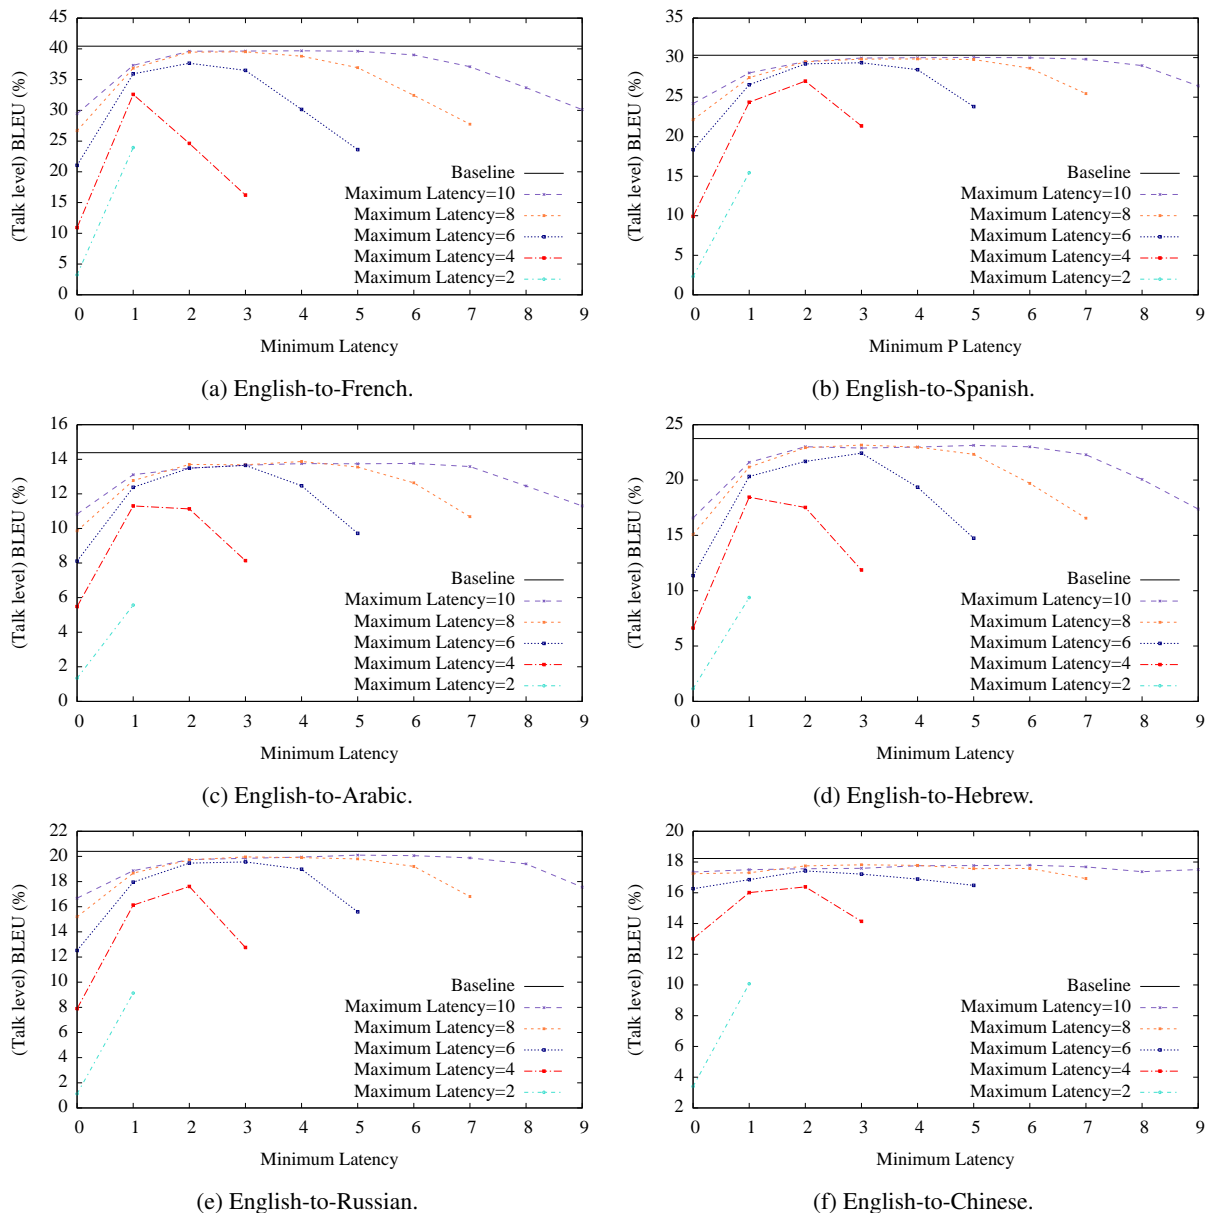 45
40
35
30
25
20
15
10
5
0
(Talk level) BLEU (%)
Baseline
Maximum Latency=10
Maximum Latency=8
Maximum Latency=6
Maximum Latency=4
Maximum Latency=2
0 1 2 3 4 5 6 7 8 9
Minimum Latency
(a) English-to-French.
35
30
25
20
15
10
5
0
(Talk level) BLEU (%)
Baseline
Maximum Latency=10
Maximum Latency=8
Maximum Latency=6
Maximum Latency=4
Maximum Latency=2
0 1 2 3 4 5 6 7 8 9
Minimum P Latency
(b) English-to-Spanish.
16
14
12
10
8
6
4
2
0
(Talk level) BLEU (%)
Baseline
Maximum Latency=10
Maximum Latency=8
Maximum Latency=6
Maximum Latency=4
Maximum Latency=2
0 1 2 3 4 5 6 7 8 9
Minimum Latency
(c) English-to-Arabic.
25
20
15
10
5
0
(Talk level) BLEU (%)
Baseline
Maximum Latency=10
Maximum Latency=8
Maximum Latency=6
Maximum Latency=4
Maximum Latency=2
0 1 2 3 4 5 6 7 8 9
Minimum Latency
(d) English-to-Hebrew.
22
20
18
16
14
12
10
8
6
4
2
0
(Talk level) BLEU (%)
Baseline
Maximum Latency=10
Maximum Latency=8
Maximum Latency=6
Maximum Latency=4
Maximum Latency=2
0 1 2 3 4 5 6 7 8 9
Minimum Latency
(e) English-to-Russian.
20
18
16
14
12
10
8
6
4
2
(Talk level) BLEU (%)
Baseline
Maximum Latency=10
Maximum Latency=8
Maximum Latency=6
Maximum Latency=4
Maximum Latency=2
0 1 2 3 4 5 6 7 8 9
Minimum Latency
(f) English-to-Chinese.